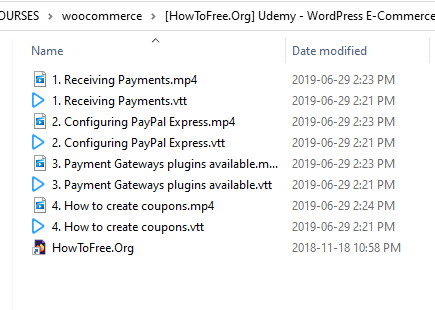 OURSES > woocommerce > [HowToFree.Org] Udemy - WordPress E-Commerce
Name Date modified
1. Receiving Payments.mp4 2019-06-29 2:23 PM
1. Receiving Payments.vtt 2019-06-29 2:21 PM
2. Configuring PayPal Express.mp4 2019-06-29 2:23 PM
2. Configuring PayPal Express.vtt 2019-06-29 2:21 PM
3. Payment Gateways plugins available.m... 2019-06-29 2:23 PM
3. Payment Gateways plugins available.vtt 2019-06-29 2:21 PM
4. How to create coupons.mp4 2019-06-29 2:24 PM
4. How to create coupons.vtt 2019-06-29 2:21 PM
HowToFree.Org 2018-11-18 10:58 PM